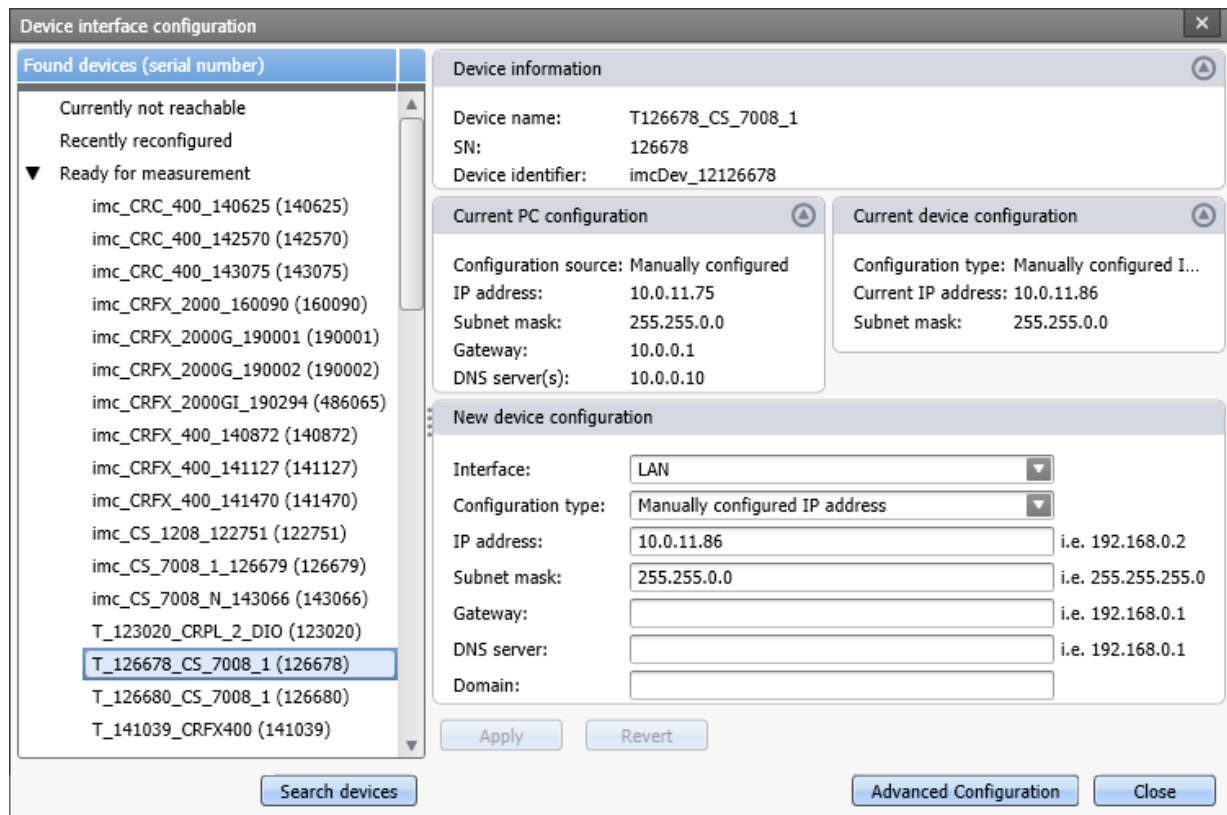 Device interface configuration
Found devices (serial number)
Currently not reachable
Recently reconfigured
Ready for measurement
imc_CRC_400_140625 (140625)
imc_CRC_400_142570 (142570)
imc_CRC_400_143075 (143075)
imc_CRFX_2000_160090 (160090)
imc_CRFX_2000G_190001 (190001)
imc_CRFX_2000G_190002 (190002)
imc_CRFX_2000GI_190294 (486065)
imc_CRFX_400_140872 (140872)
imc_CRFX_400_141127 (141127)
imc_CRFX_400_141470 (141470)
imc_CS_1208_122751 (122751)
imc_CS_7008_1_126679 (126679)
imc_CS_7008_N_143066 (143066)
T_123020_CRPL_2_DIO (123020)
T_126678_CS_7008_1 (126678)
T_126680_CS_7008_1 (126680)
T_141039_CRFX400 (141039)
Search devices
Device information
Device name: T126678_CS_7008_1
SN: 126678
Device identifier: imcDev_12126678
Current PC configuration
Configuration source: Manually configured
IP address: 10.0.11.75
Subnet mask: 255.255.0.0
Gateway: 10.0.0.1
DNS server(s): 10.0.0.10
Current device configuration
Configuration type: Manually configured I...
Current IP address: 10.0.11.86
Subnet mask: 255.255.0.0
New device configuration
Interface: LAN
Configuration type: Manually configured IP address
IP address: 10.0.11.86 i.e. 192.168.0.2
Subnet mask: 255.255.0.0 i.e. 255.255.255.0
Gateway: i.e. 192.168.0.1
DNS server: i.e. 192.168.0.1
Domain:
Apply Revert
Advanced Configuration Close